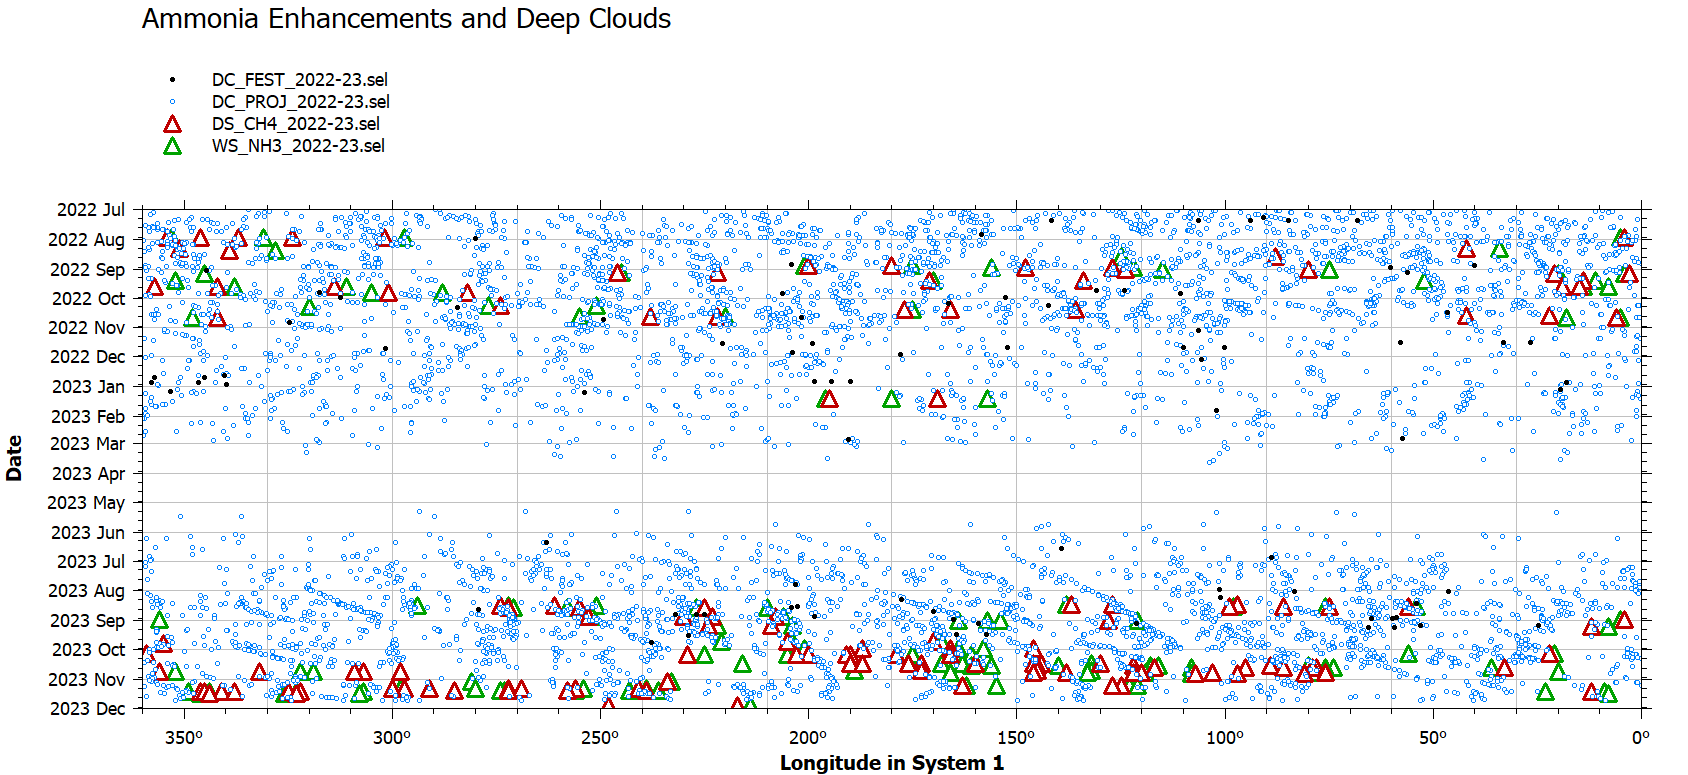 Ammonia Enhancements and Deep Clouds
DC_FEST_2022-23.sel
DC_PROJ_2022-23.sel
DS_CH4_2022-23.sel
WS_NH3_2022-23.sel
2022 Jul
2022 Aug
2022 Sep
2022 Oct
2022 Nov
2022 Dec
2023 Jan
2023 Feb
2023 Mar
2023 Apr
2023 May
2023 Jun
2023 Jul
2023 Aug
2023 Sep
2023 Oct
2023 Nov
2023 Dec
Date
350º 300º 250º 200º 150º 100º 50º 0º
Longitude in System 1